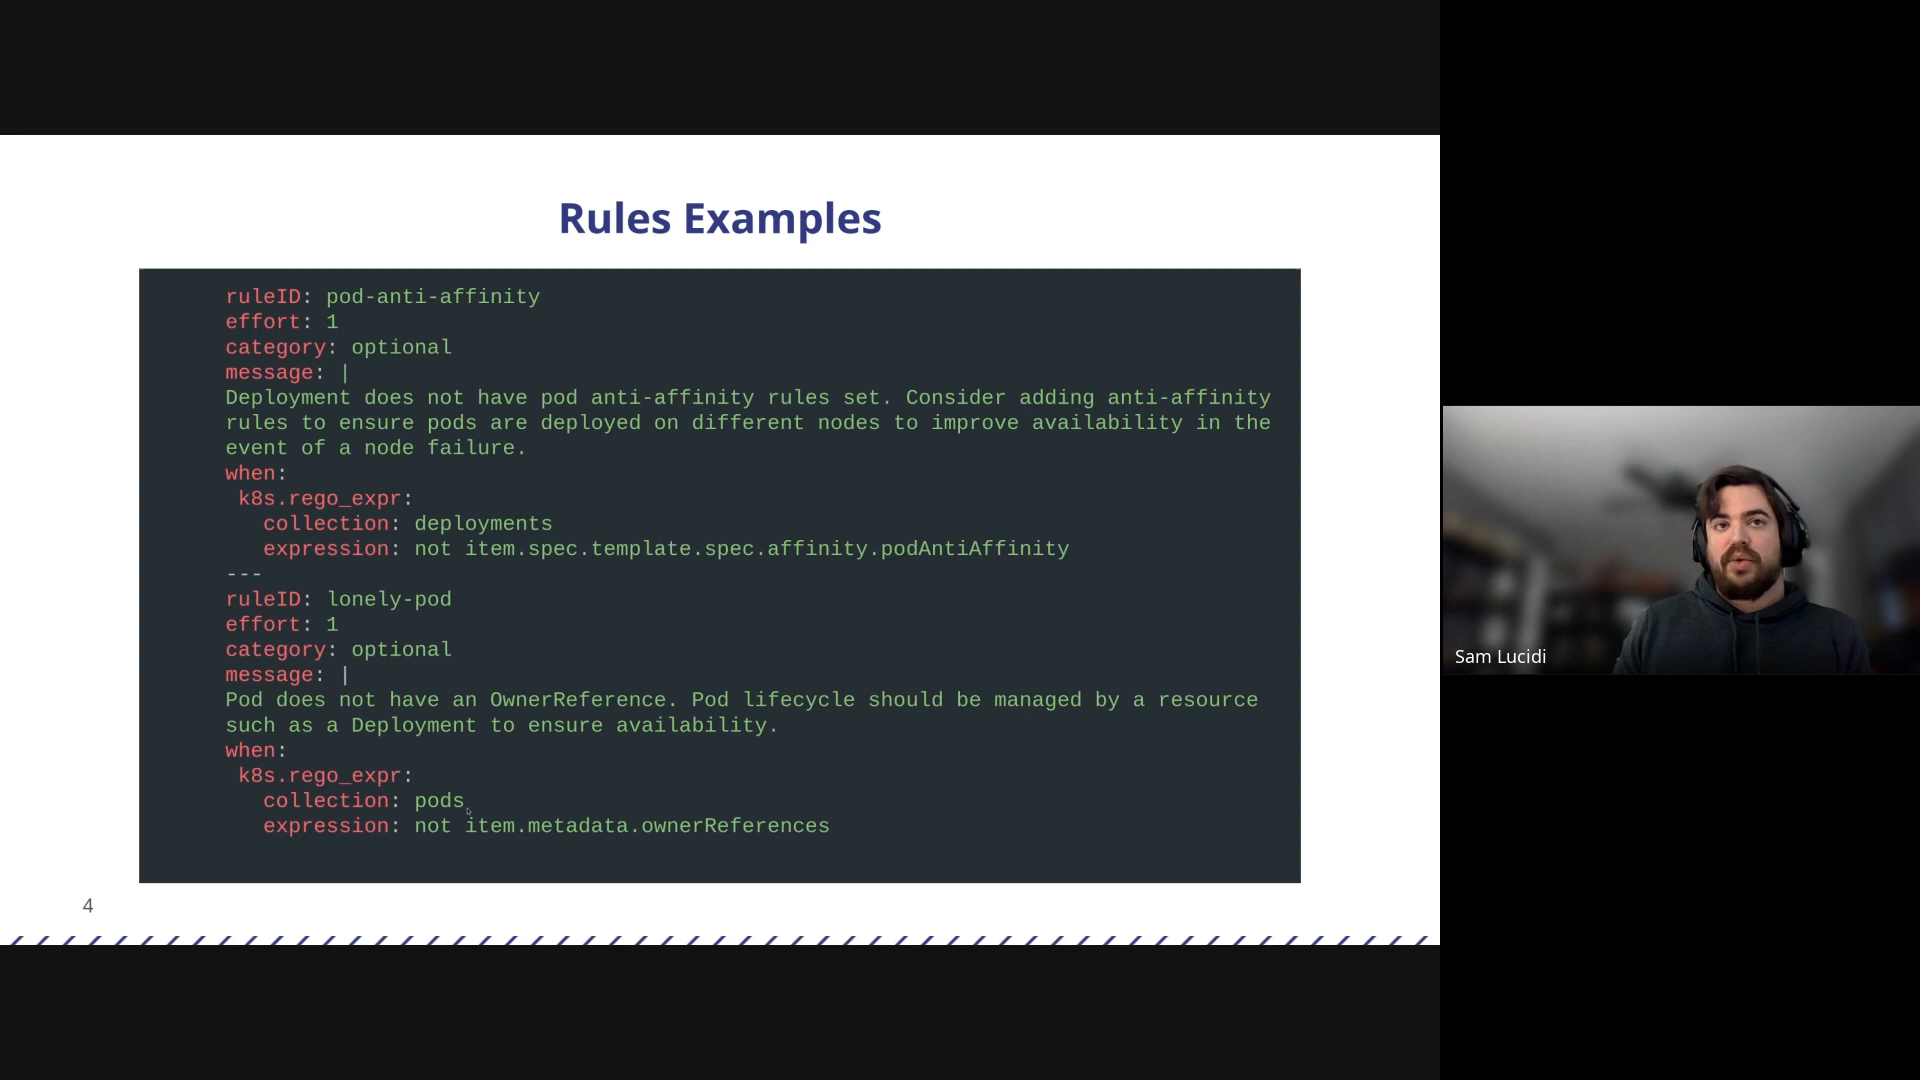 Rules Examples
ruleID: pod-anti-affinity
effort: 1
category: optional
message: |
Deployment does not have pod anti-affinity rules set. Consider adding anti-affinity
rules to ensure pods are deployed on different nodes to improve availability in the
event of a node failure.
when:
 k8s.rego_expr:
   collection: deployments
   expression: not item.spec.template.spec.affinity.podAntiAffinity
---
ruleID: lonely-pod
effort: 1
category: optional
message: |
Pod does not have an OwnerReference. Pod lifecycle should be managed by a resource
such as a Deployment to ensure availability.
when:
 k8s.rego_expr:
   collection: pods
   expression: not item.metadata.ownerReferences
4
Sam Lucidi